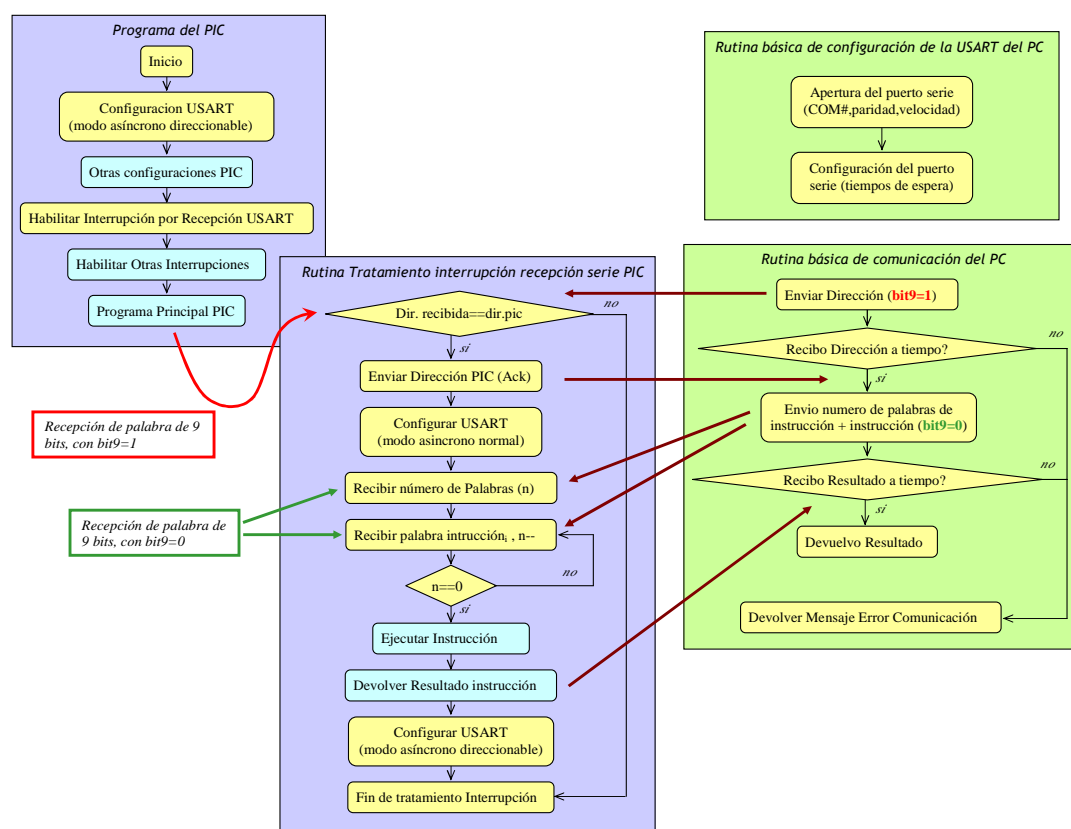 Programa del PIC
Inicio
Configuracion USART
(modo asíncrono direccionable)
Otras configuraciones PIC
Habilitar Interrupción por Recepción USART
Habilitar Otras Interrupciones
Programa Principal PIC
Rutina básica de configuración de la USART del PC
Apertura del puerto serie
(COM#,paridad,velocidad)
Configuración del puerto
serie (tiempos de espera)
Rutina Tratamiento interrupción recepción serie PIC
Dir. recibida==dir.pic
no
si
Enviar Dirección PIC (Ack)
Configurar USART
(modo asincrono normal)
Recibir número de Palabras (n)
Recibir palabra intrucciónᵢ , n--
no
n==0
si
Ejecutar Instrucción
Devolver Resultado instrucción
Configurar USART
(modo asíncrono direccionable)
Fin de tratamiento Interrupción
Rutina básica de comunicación del PC
Enviar Dirección (bit9=1)
no
Recibo Dirección a tiempo?
si
Envio numero de palabras de
instrucción + instrucción (bit9=0)
no
Recibo Resultado a tiempo?
si
Devuelvo Resultado
Devolver Mensaje Error Comunicación
Recepción de palabra de 9
bits, con bit9=1
Recepción de palabra de
9 bits, con bit9=0